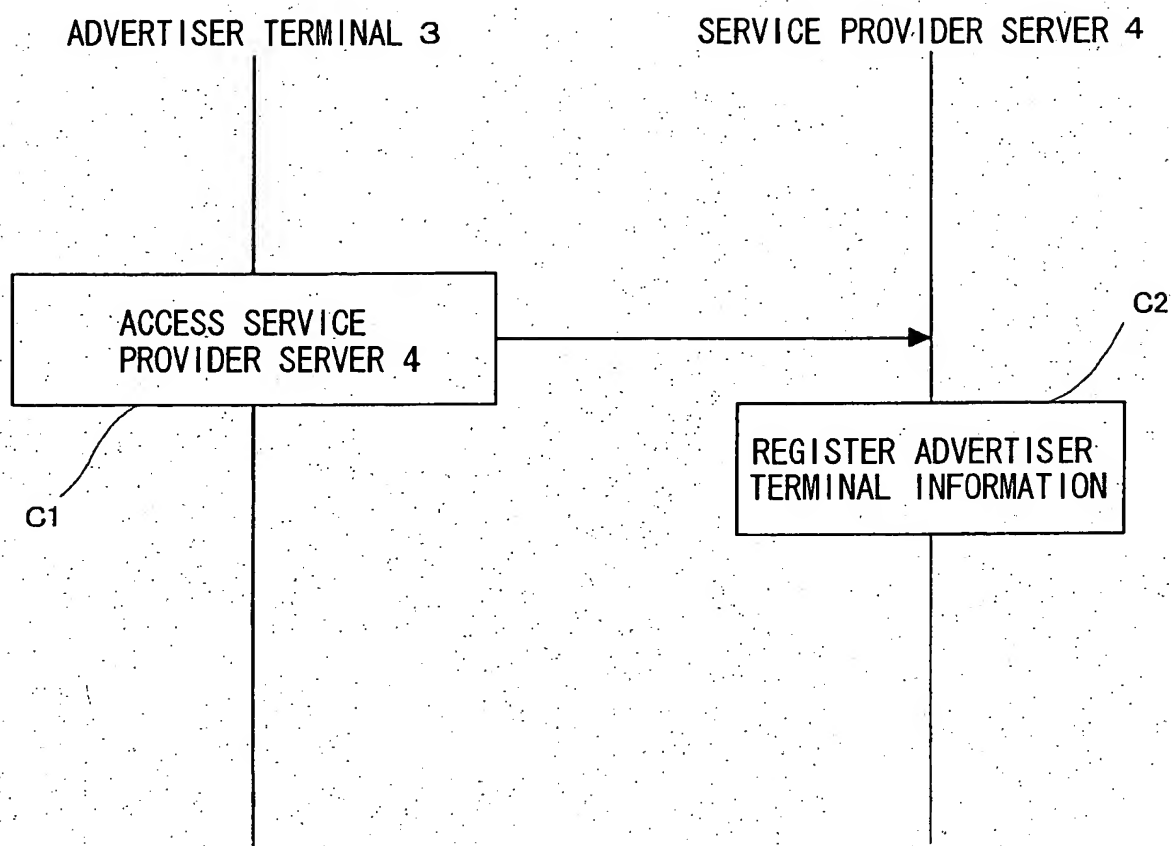 ADVERTISER TERMINAL 3
SERVICE PROVIDER SERVER 4
ACCESS SERVICE
PROVIDER SERVER 4
C2
REGISTER ADVERTISER
TERMINAL INFORMATION
C1